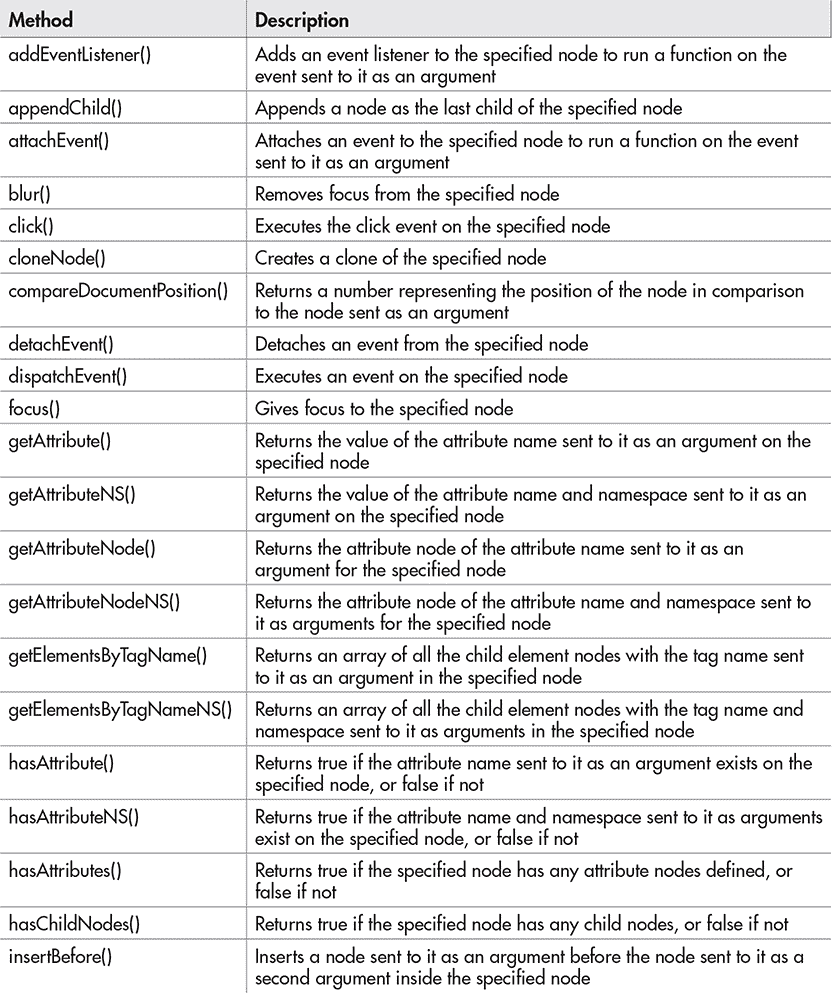 Method Description
addEventListener() Adds an event listener to the specified node to run a function on the
event sent to it as an argument
appendChild() Appends a node as the last child of the specified node
attachEvent() Attaches an event to the specified node to run a function on the event
sent to it as an argument
blur() Removes focus from the specified node
click() Executes the click event on the specified node
cloneNode() Creates a clone of the specified node
compareDocumentPosition() Returns a number representing the position of the node in comparison
to the node sent as an argument
detachEvent() Detaches an event from the specified node
dispatchEvent() Executes an event on the specified node
focus() Gives focus to the specified node
getAttribute() Returns the value of the attribute name sent to it as an argument on the
specified node
getAttributeNS() Returns the value of the attribute name and namespace sent to it as an
argument on the specified node
getAttributeNode() Returns the attribute node of the attribute name sent to it as an
argument for the specified node
getAttributeNodeNS() Returns the attribute node of the attribute name and namespace sent to
it as arguments for the specified node
getElementsByTagName() Returns an array of all the child element nodes with the tag name sent
to it as an argument in the specified node
getElementsByTagNameNS() Returns an array of all the child element nodes with the tag name and
namespace sent to it as arguments in the specified node
hasAttribute() Returns true if the attribute name sent to it as an argument exists on the
specified node, or false if not
hasAttributeNS() Returns true if the attribute name and namespace sent to it as arguments
exist on the specified node, or false if not
hasAttributes() Returns true if the specified node has any attribute nodes defined, or
false if not
hasChildNodes() Returns true if the specified node has any child nodes, or false if not
insertBefore() Inserts a node sent to it as an argument before the node sent to it as a
second argument inside the specified node